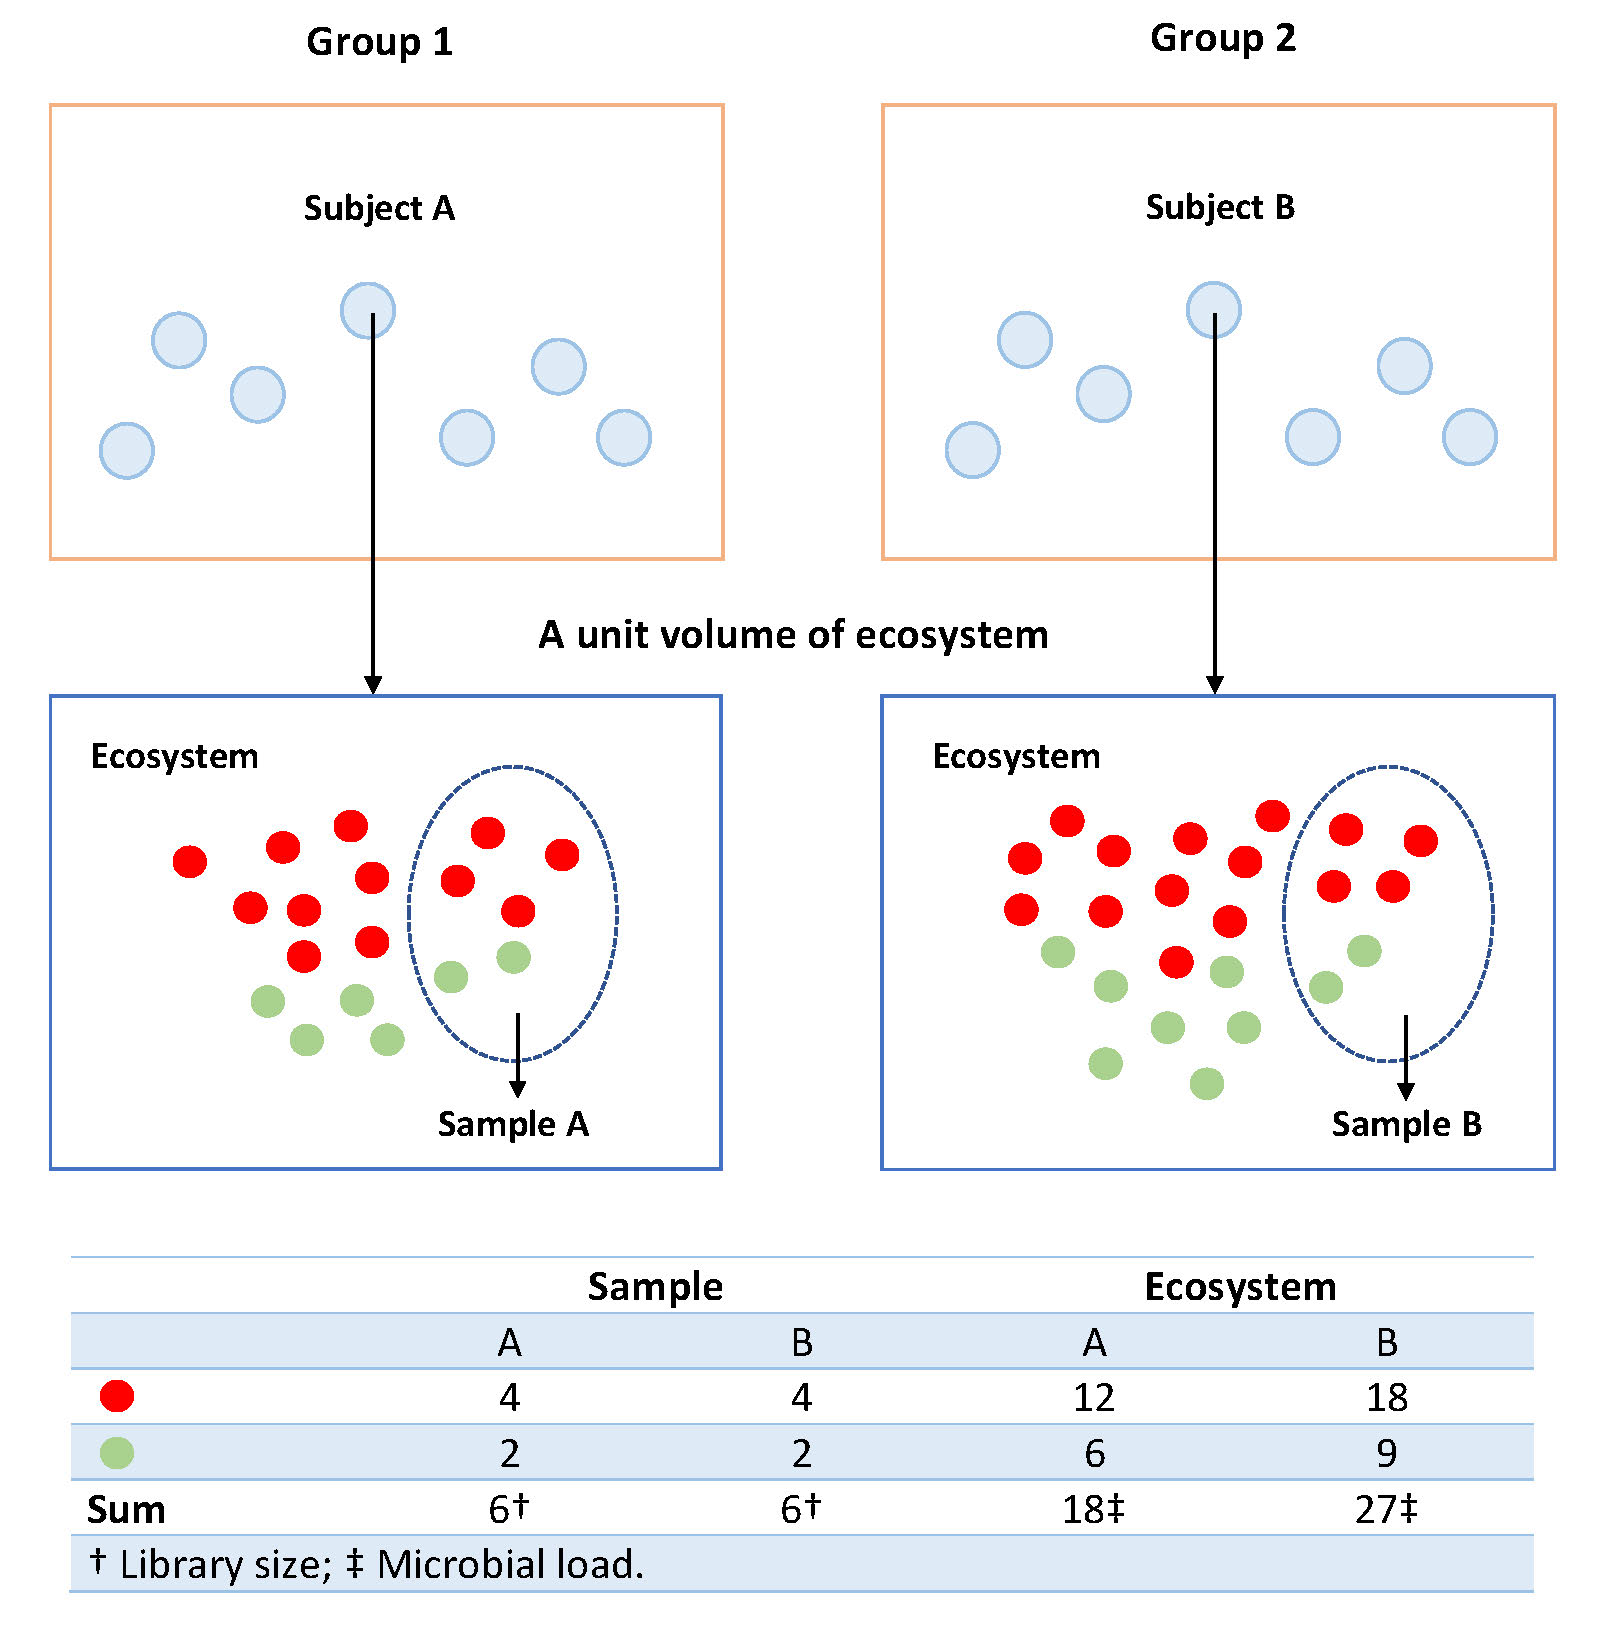 Group 1
Group 2
Subject A
Subject B
A unit volume of ecosystem
Ecosystem
Ecosystem
Sample A
Sample B
Sample Ecosystem
A B A B
4 4 12 18
2 2 6 9
Sum 6† 6† 18‡ 27‡
† Library size; ‡ Microbial load.